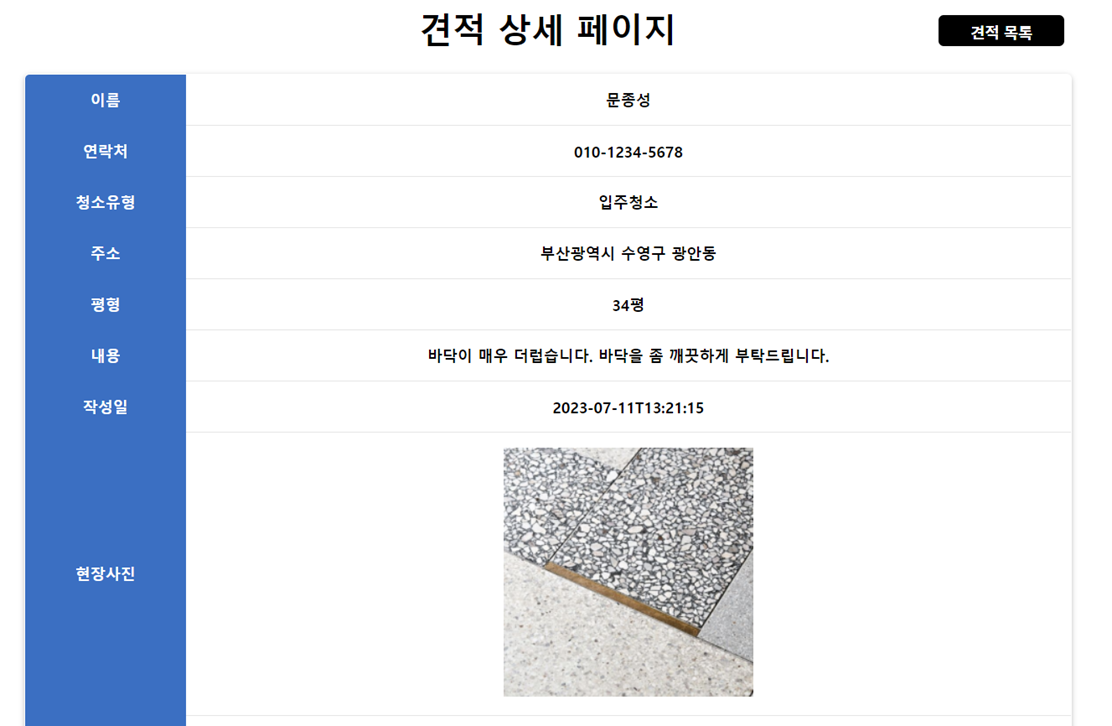 견적 상세 페이지
견적 목록
이름 문종성
연락처 010-1234-5678
청소유형 입주청소
주소 부산광역시 수영구 광안동
평형 34평
내용 바닥이 매우 더럽습니다. 바닥을 좀 깨끗하게 부탁드립니다.
작성일 2023-07-11T13:21:15
현장사진